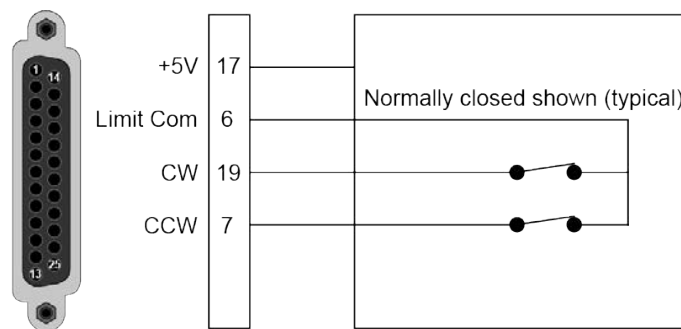 1
14
13
25
+5V 17
Normally closed shown (typical)
Limit Com 6
CW 19
CCW 7